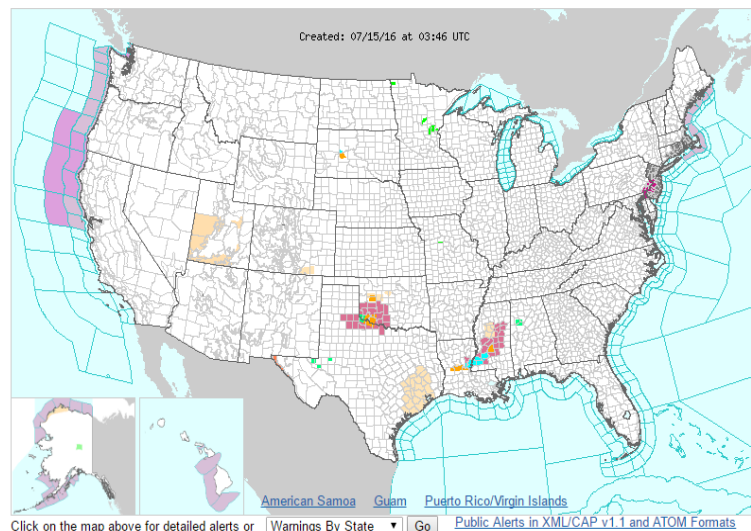 Created: 07/15/16 at 03:46 UTC
American Samoa Guam Puerto Rico/Virgin Islands
Click on the map above for detailed alerts or Warnings By State Go Public Alerts in XML/CAP v1.1 and ATOM Formats